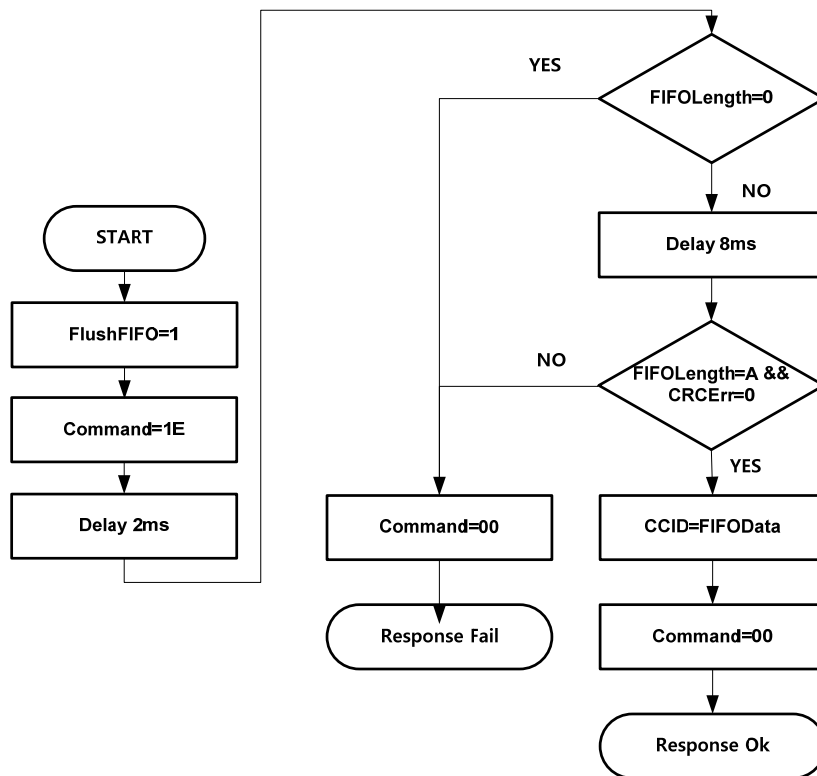 START
FlushFIFO=1
Command=1E
Delay 2ms
FIFOLength=0
YES
NO
Delay 8ms
FIFOLength=A &&
CRCErr=0
NO
YES
Command=00
Response Fail
CCID=FIFOData
Command=00
Response Ok